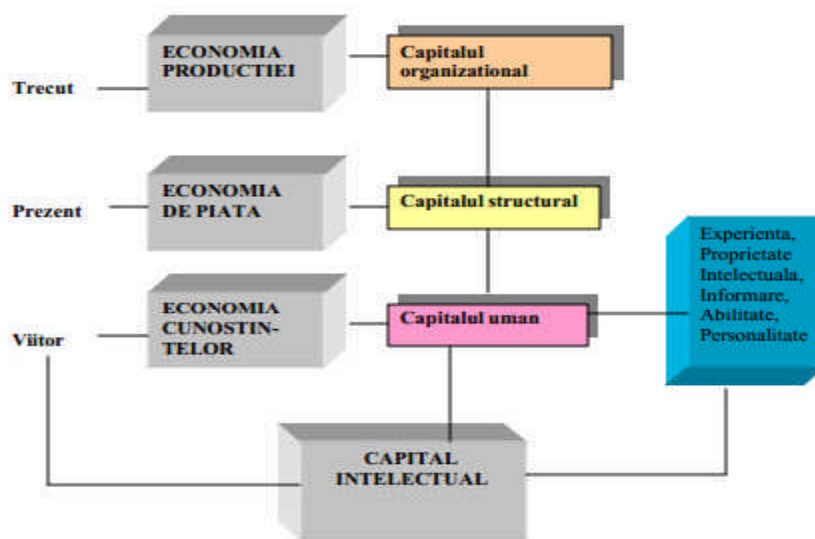 Trecut
ECONOMIA
PRODUCTIEI
Capitalul
organizational
Prezent
ECONOMIA
DE PIATA
Capitalul structural
Viitor
ECONOMIA
CUNOSTIN-
TELOR
Capitalul uman
Experienta,
Proprietate
Intelectuala,
Informare,
Abilitate,
Personalitate
CAPITAL
INTELECTUAL